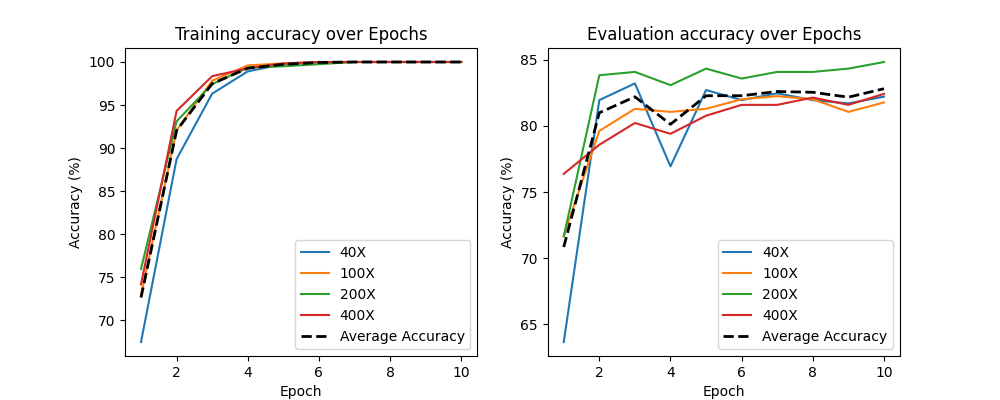 Training accuracy over Epochs
Accuracy (%)
100
95
90
85
80
75
70
2 4 6 8 10
Epoch
40X
100X
200X
400X
Average Accuracy
Evaluation accuracy over Epochs
Accuracy (%)
85
80
75
70
65
2 4 6 8 10
Epoch
40X
100X
200X
400X
Average Accuracy